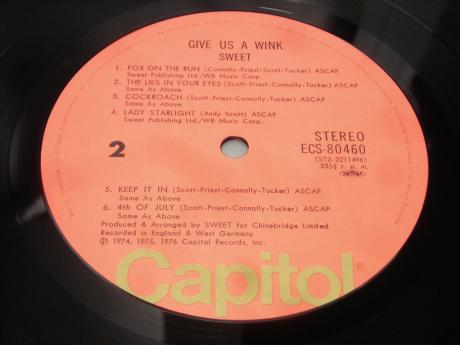 GIVE US A WINK
SWEET
1. FOX ON THE RUN (Connolly-Priest-Scott-Tucker) ASCAP
Sweet Publishing Ltd./WB Music Corp.
2. THE LIES IN YOUR EYES (Scott-Priest-Connolly-Tucker) ASCAP
Same As Above
3. COCKROACH (Scott-Priest-Connolly-Tucker) ASCAP
Same As Above
4. LADY STARLIGHT (Andy Scott) ASCAP
Sweet Publishing Ltd./WB Music Corp.
2
STEREO
ECS-80460
(ST2-2211496)
33⅓ r. p. m.
5. KEEP IT IN (Scott-Priest-Connolly-Tucker) ASCAP
Same As Above
6. 4th OF JULY (Scott-Priest-Connolly-Tucker) ASCAP
Same As Above
Produced & Arranged by SWEET for Chinebridge Limited
Recorded in England & West Germany
℗ 1974, 1975, 1976 Capitol Records, Inc.
Capitol®